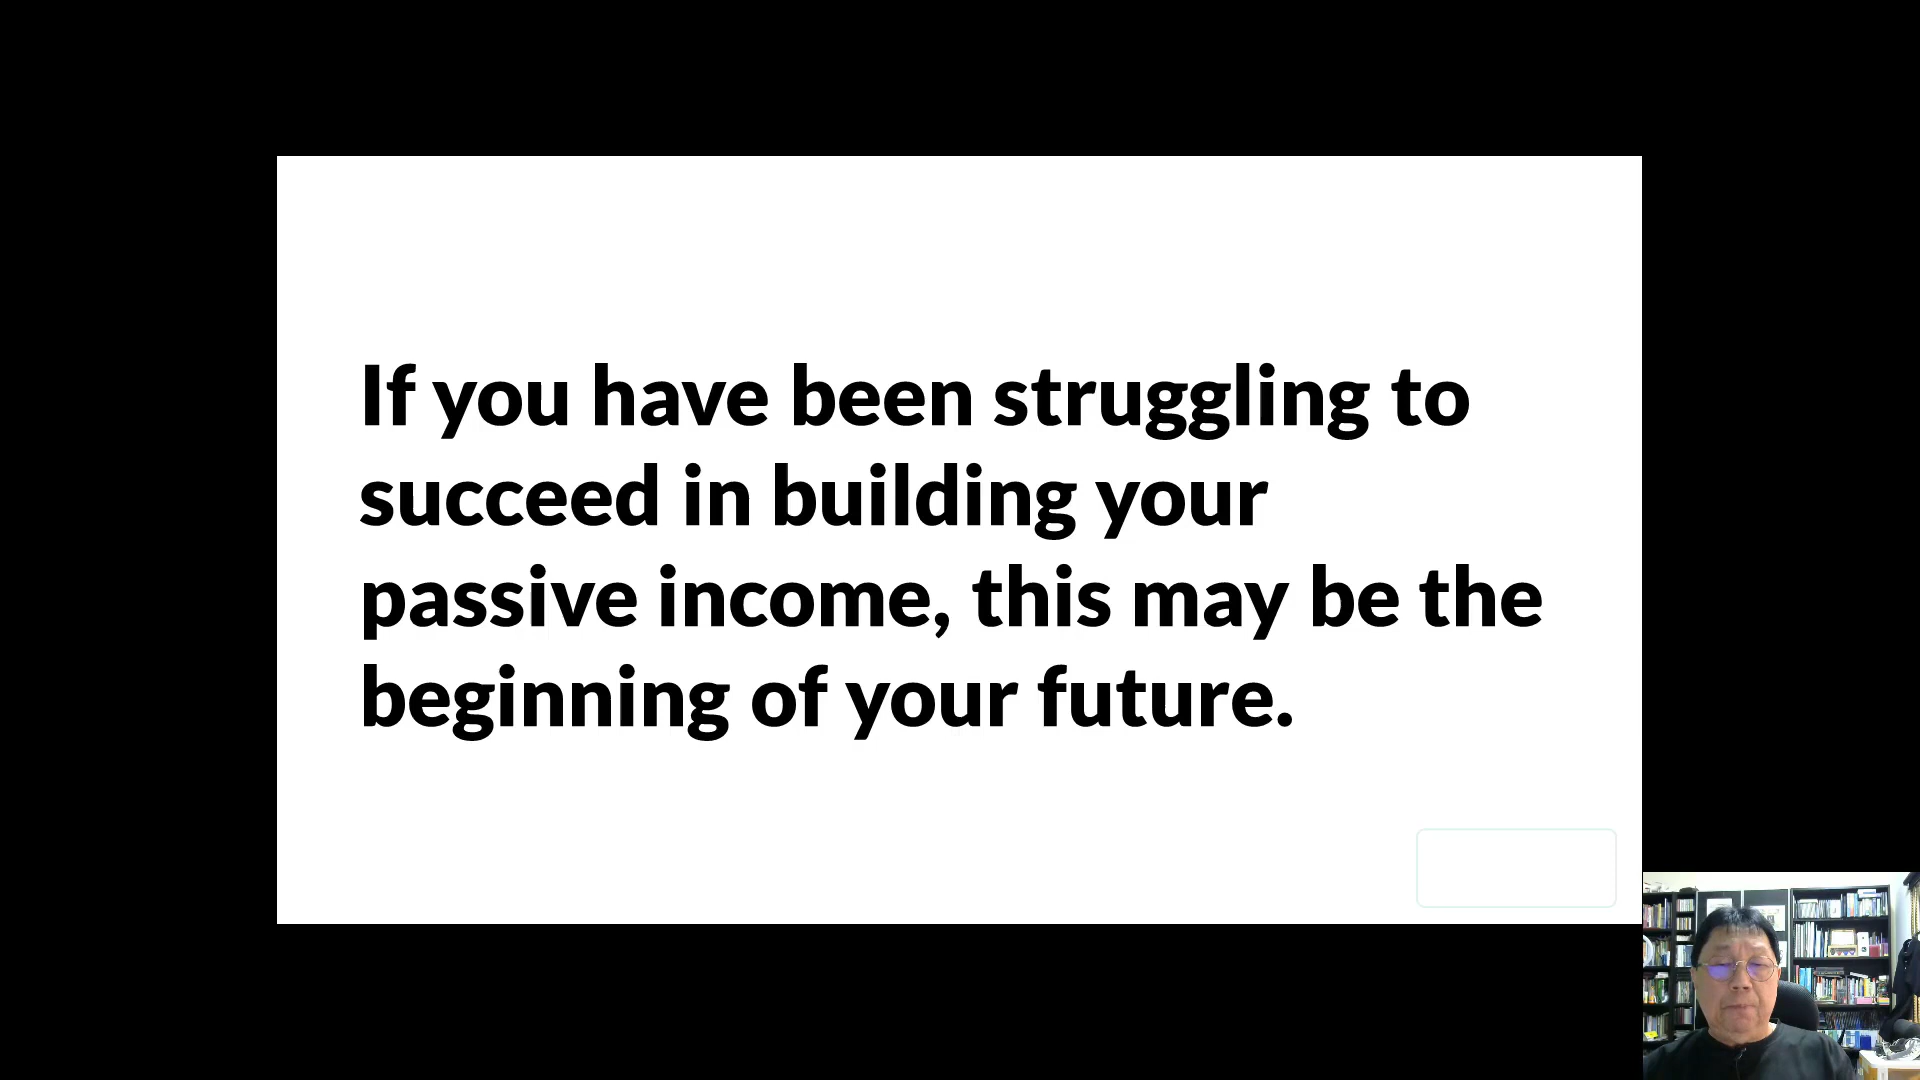 If you have been struggling to
succeed in building your
passive income, this may be the
beginning of your future.